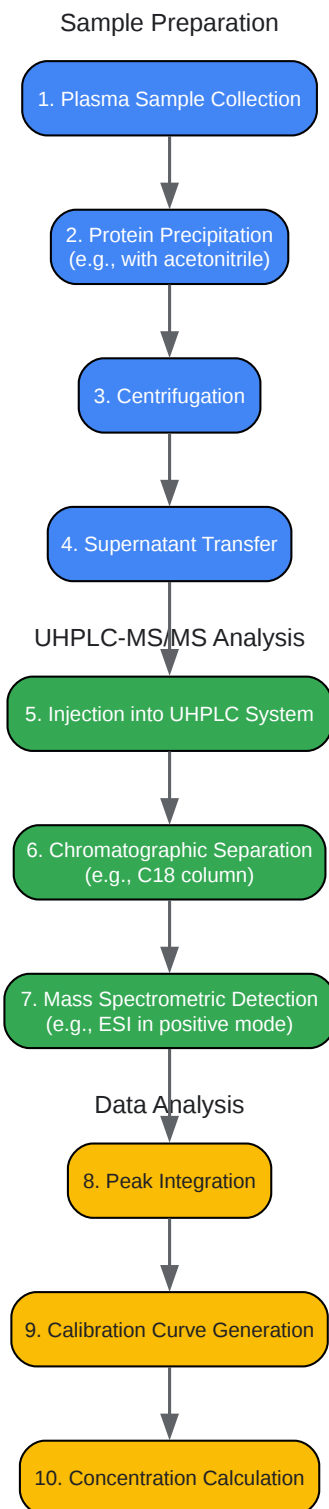 Sample Preparation
1. Plasma Sample Collection
2. Protein Precipitation
(e.g., with acetonitrile)
3. Centrifugation
4. Supernatant Transfer
UHPLC-MS/MS Analysis
5. Injection into UHPLC System
6. Chromatographic Separation
(e.g., C18 column)
7. Mass Spectrometric Detection
(e.g., ESI in positive mode)
Data Analysis
8. Peak Integration
9. Calibration Curve Generation
10. Concentration Calculation